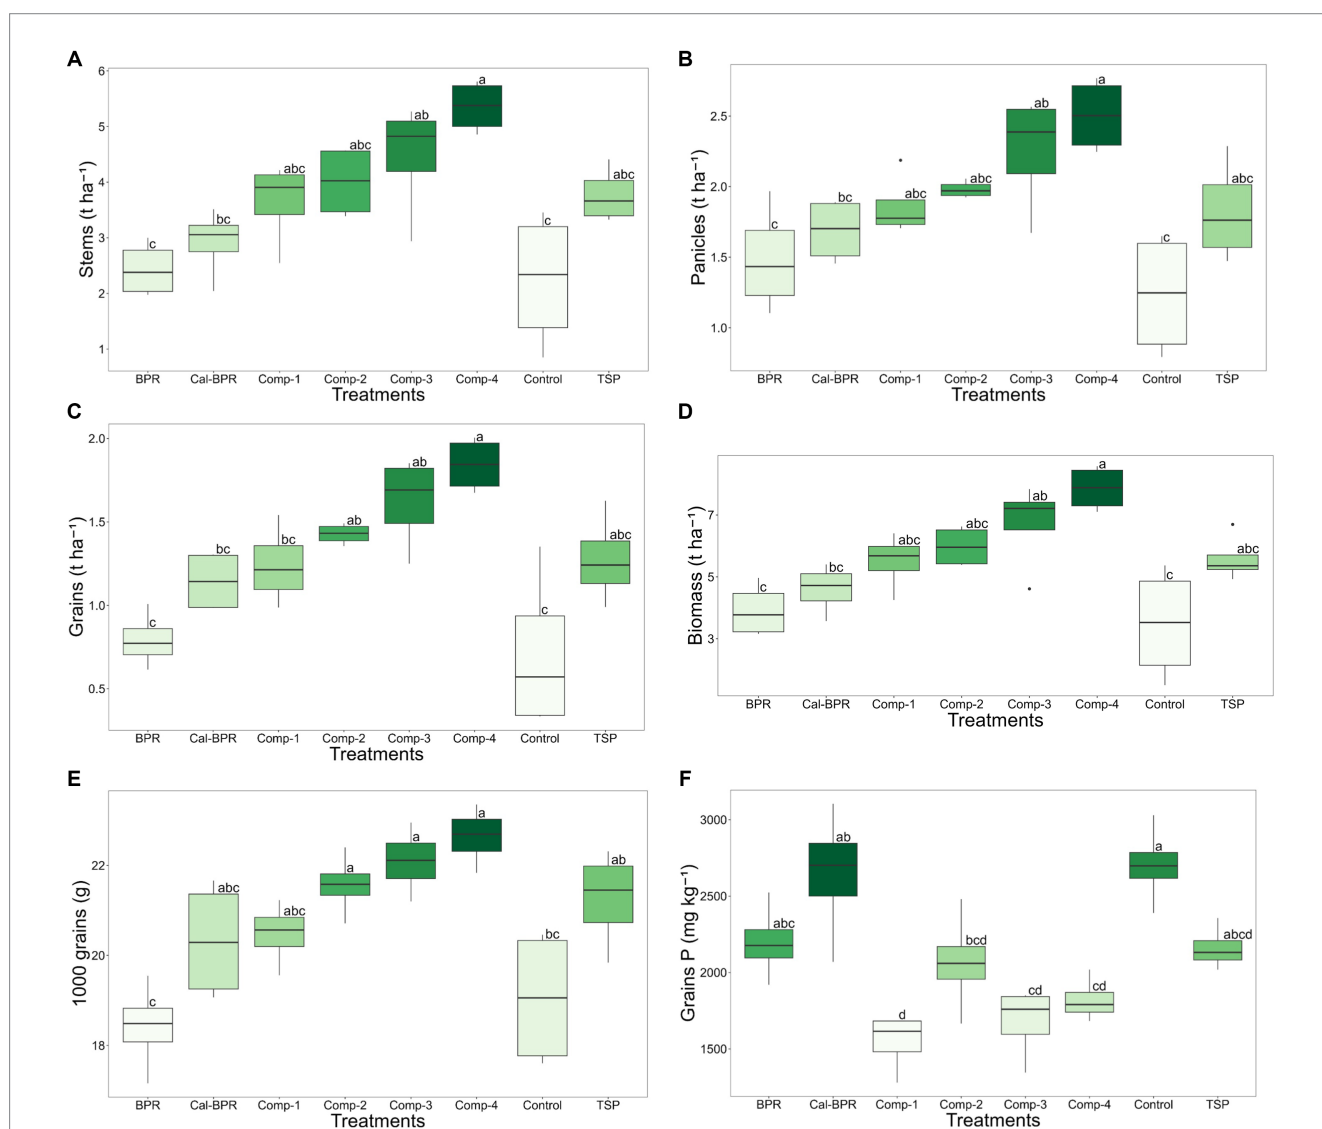 A
6
5
4
3
2
1
Stems (t ha⁻¹)
c
bc
abc
abc
ab
a
c
abc
BPR Cal-BPR Comp-1 Comp-2 Comp-3 Comp-4 Control TSP
Treatments
B
2.5
2.0
1.5
1.0
Panicles (t ha⁻¹)
c
bc
abc
abc
ab
a
c
abc
BPR Cal-BPR Comp-1 Comp-2 Comp-3 Comp-4 Control TSP
Treatments
C
2.0
1.5
1.0
0.5
Grains (t ha⁻¹)
c
bc
bc
ab
ab
a
c
abc
BPR Cal-BPR Comp-1 Comp-2 Comp-3 Comp-4 Control TSP
Treatments
D
7
5
3
Biomass (t ha⁻¹)
c
bc
abc
abc
ab
a
c
abc
BPR Cal-BPR Comp-1 Comp-2 Comp-3 Comp-4 Control TSP
Treatments
E
22
20
18
1000 grains (g)
c
abc
abc
a
a
a
bc
ab
BPR Cal-BPR Comp-1 Comp-2 Comp-3 Comp-4 Control TSP
Treatments
F
3000
2500
2000
1500
Grains P (mg kg⁻¹)
abc
ab
d
bcd
cd
cd
a
abcd
BPR Cal-BPR Comp-1 Comp-2 Comp-3 Comp-4 Control TSP
Treatments